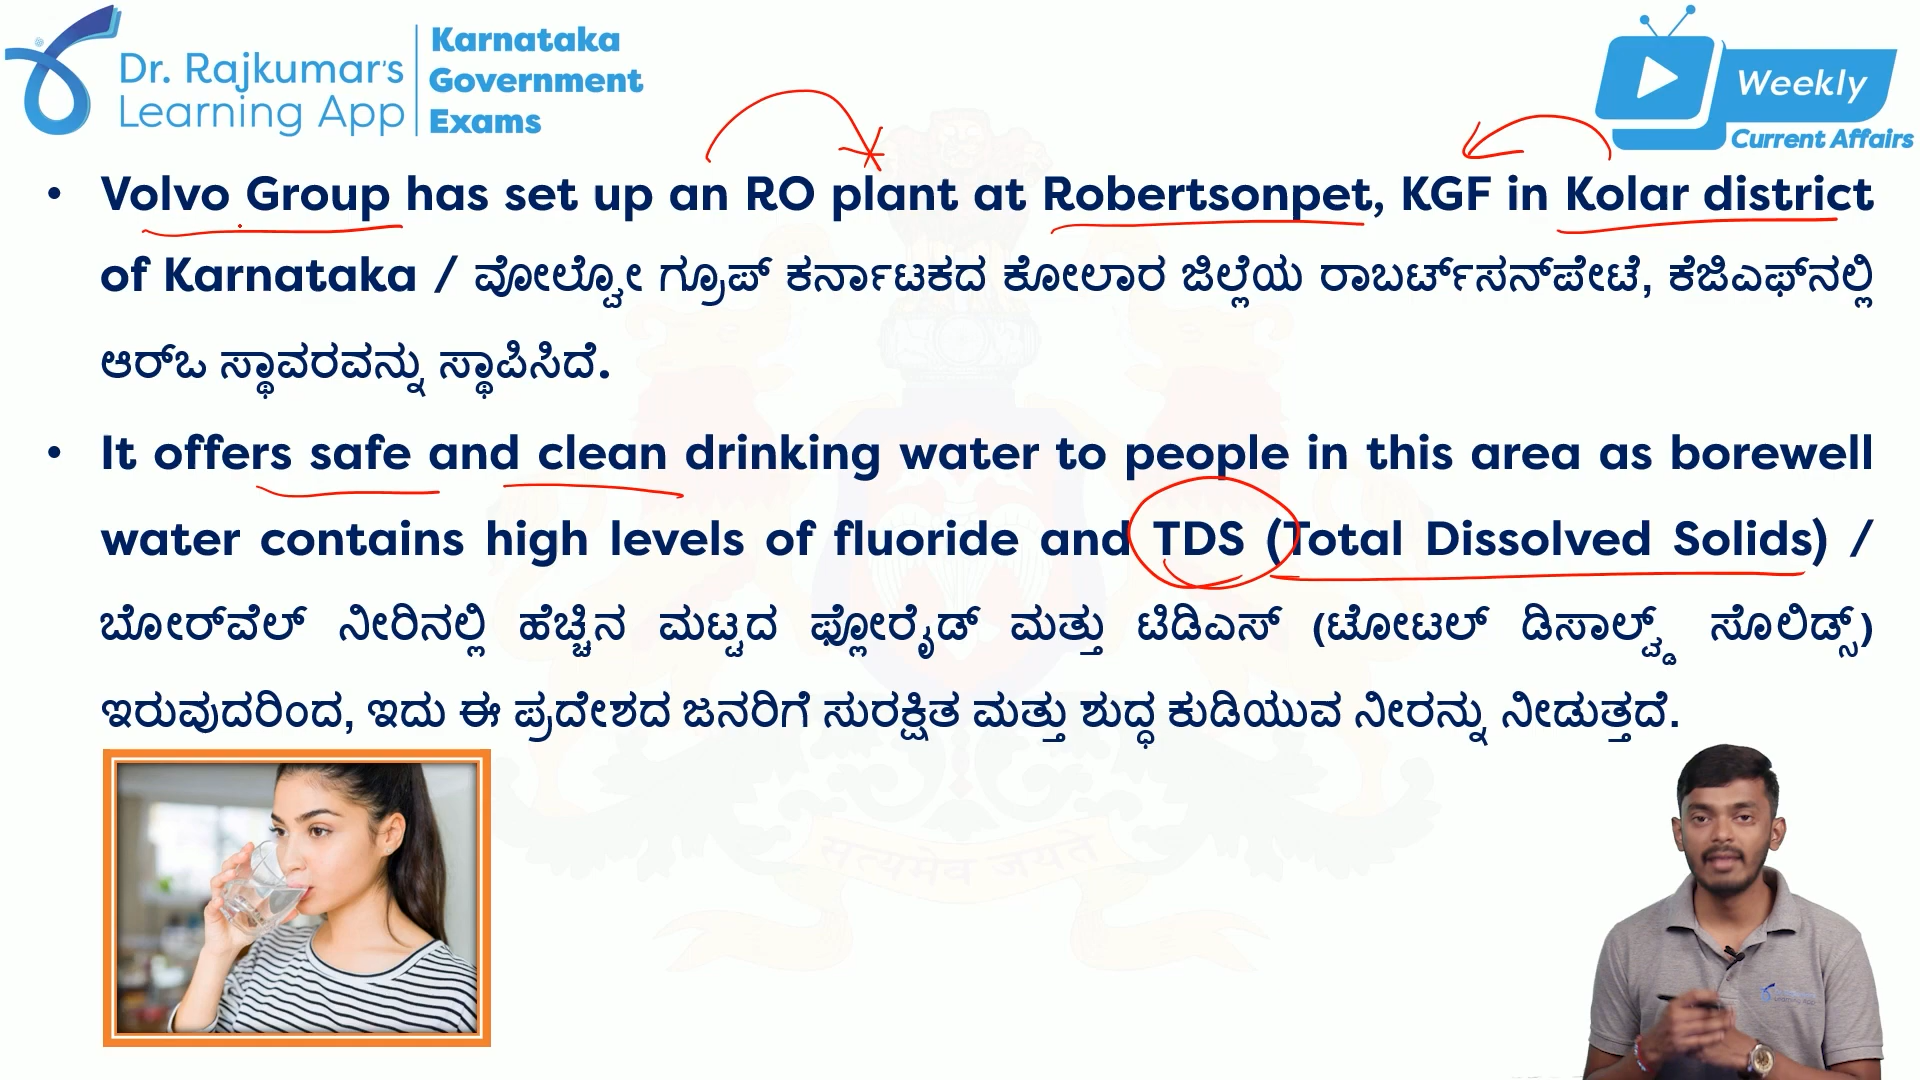 Dr. Rajkumar's
Learning App
Karnataka
Government
Exams
Weekly
Current Affairs
• Volvo Group has set up an RO plant at Robertsonpet, KGF in Kolar district
of Karnataka / ವೋಲ್ವೋ ಗ್ರೂಪ್ ಕರ್ನಾಟಕದ ಕೋಲಾರ ಜಿಲ್ಲೆಯ ರಾಬರ್ಟ್‌ಸನ್‌ಪೇಟೆ, ಕೆಜಿಎಫ್‌ನಲ್ಲಿ
ಆರ್‌ಒ ಸ್ಥಾವರವನ್ನು ಸ್ಥಾಪಿಸಿದೆ.
• It offers safe and clean drinking water to people in this area as borewell
water contains high levels of fluoride and TDS (Total Dissolved Solids) /
ಬೋರ್‌ವೆಲ್ ನೀರಿನಲ್ಲಿ ಹೆಚ್ಚಿನ ಮಟ್ಟದ ಫ್ಲೋರೈಡ್ ಮತ್ತು ಟಿಡಿಎಸ್ (ಟೋಟಲ್ ಡಿಸಾಲ್ವ್ಡ್ ಸೊಲಿಡ್ಸ್)
ಇರುವುದರಿಂದ, ಇದು ಈ ಪ್ರದೇಶದ ಜನರಿಗೆ ಸುರಕ್ಷಿತ ಮತ್ತು ಶುದ್ಧ ಕುಡಿಯುವ ನೀರನ್ನು ನೀಡುತ್ತದೆ.
सत्यमेव जयते